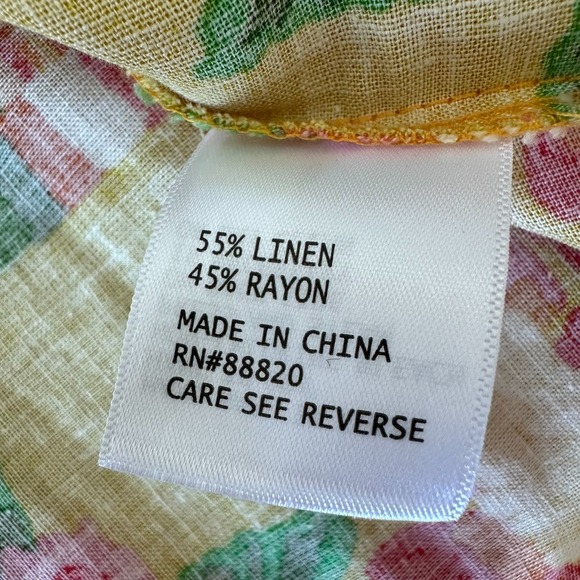 55% LINEN
45% RAYON
MADE IN CHINA
RN#88820
CARE SEE REVERSE